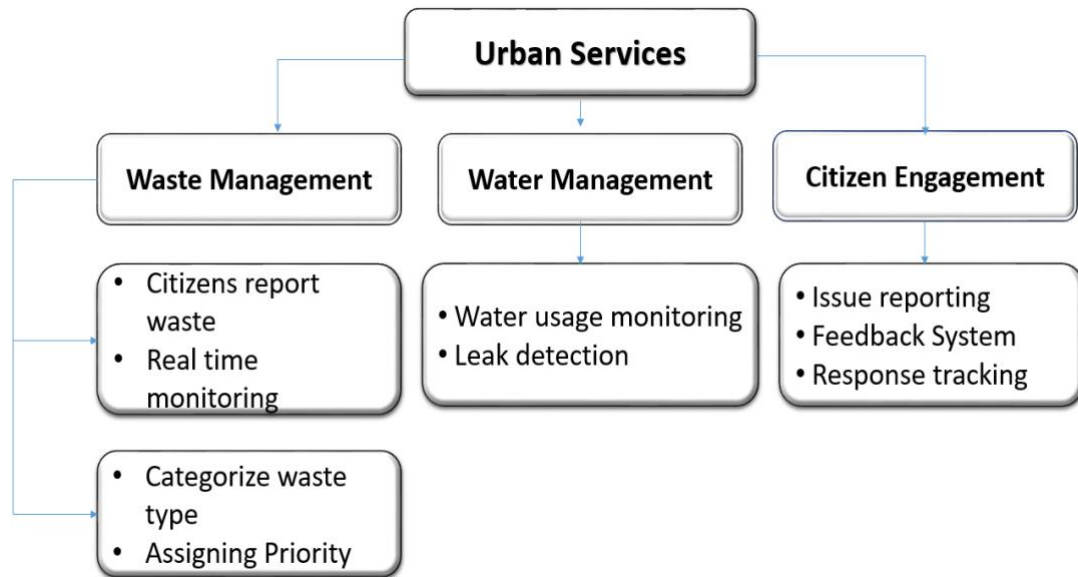 Urban Services
Waste Management
Water Management
Citizen Engagement
• Citizens report
waste
• Real time
monitoring
• Water usage monitoring
• Leak detection
• Issue reporting
• Feedback System
• Response tracking
• Categorize waste
type
• Assigning Priority